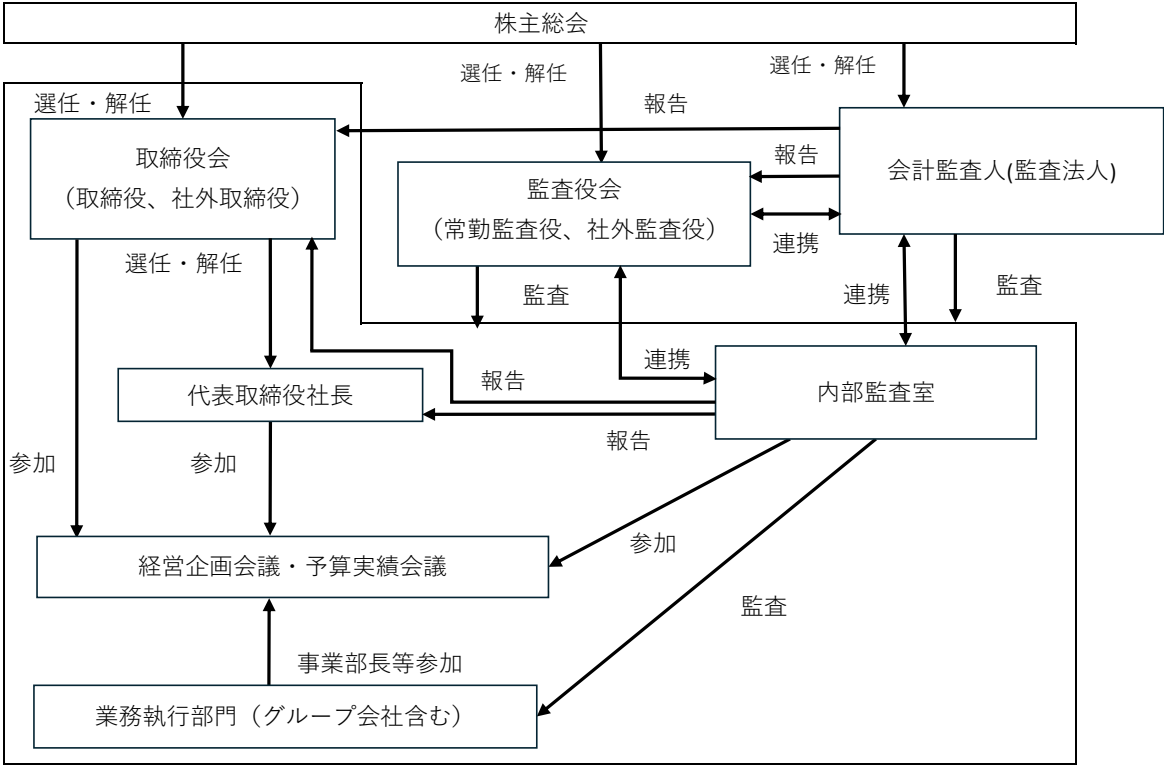 株主総会
選任・解任
選任・解任
選任・解任
報告
取締役会
（取締役、社外取締役）
報告
会計監査人(監査法人)
監査役会
（常勤監査役、社外監査役）
連携
選任・解任
監査
連携
監査
連携
報告
代表取締役社長
内部監査室
報告
参加
参加
参加
経営企画会議・予算実績会議
監査
事業部長等参加
業務執行部門（グループ会社含む）